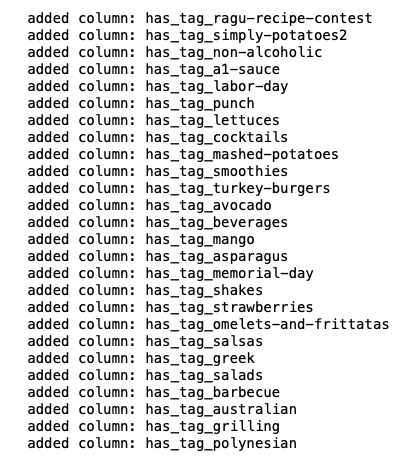 added column: has_tag_ragu-recipe-contest
added column: has_tag_simply-potatoes2
added column: has_tag_non-alcoholic
added column: has_tag_a1-sauce
added column: has_tag_labor-day
added column: has_tag_punch
added column: has_tag_lettuces
added column: has_tag_cocktails
added column: has_tag_mashed-potatoes
added column: has_tag_smoothies
added column: has_tag_turkey-burgers
added column: has_tag_avocado
added column: has_tag_beverages
added column: has_tag_mango
added column: has_tag_asparagus
added column: has_tag_memorial-day
added column: has_tag_shakes
added column: has_tag_strawberries
added column: has_tag_omelets-and-frittatas
added column: has_tag_salsas
added column: has_tag_greek
added column: has_tag_salads
added column: has_tag_barbecue
added column: has_tag_australian
added column: has_tag_grilling
added column: has_tag_polynesian